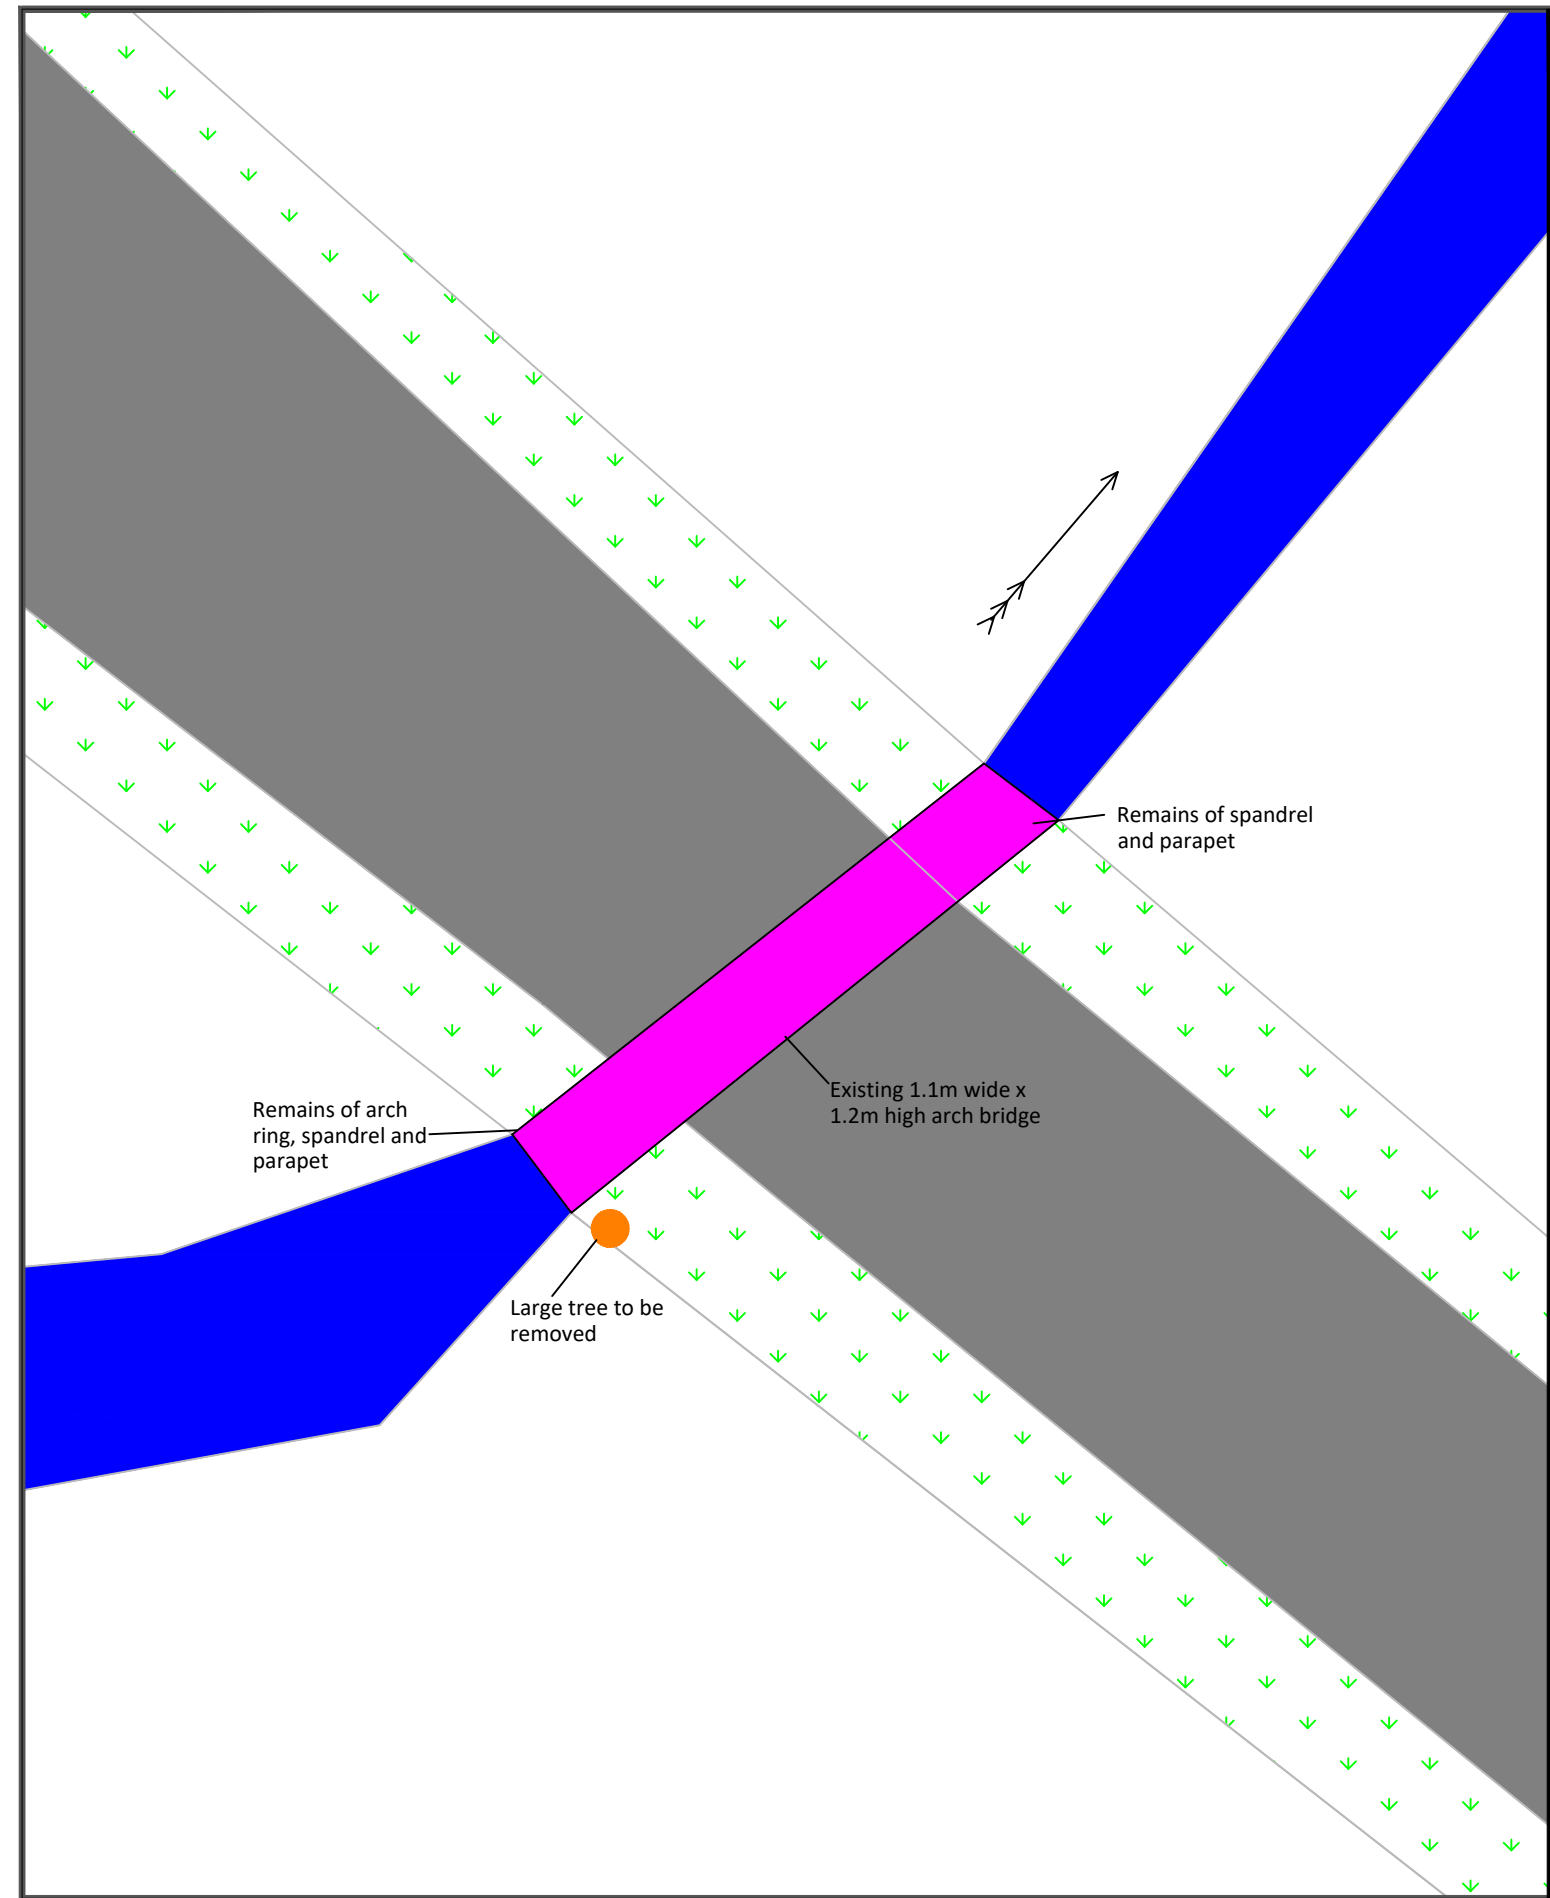 Remains of spandrel
and parapet
Existing 1.1m wide x
1.2m high arch bridge
Remains of arch
ring, spandrel and
parapet
Large tree to be
removed